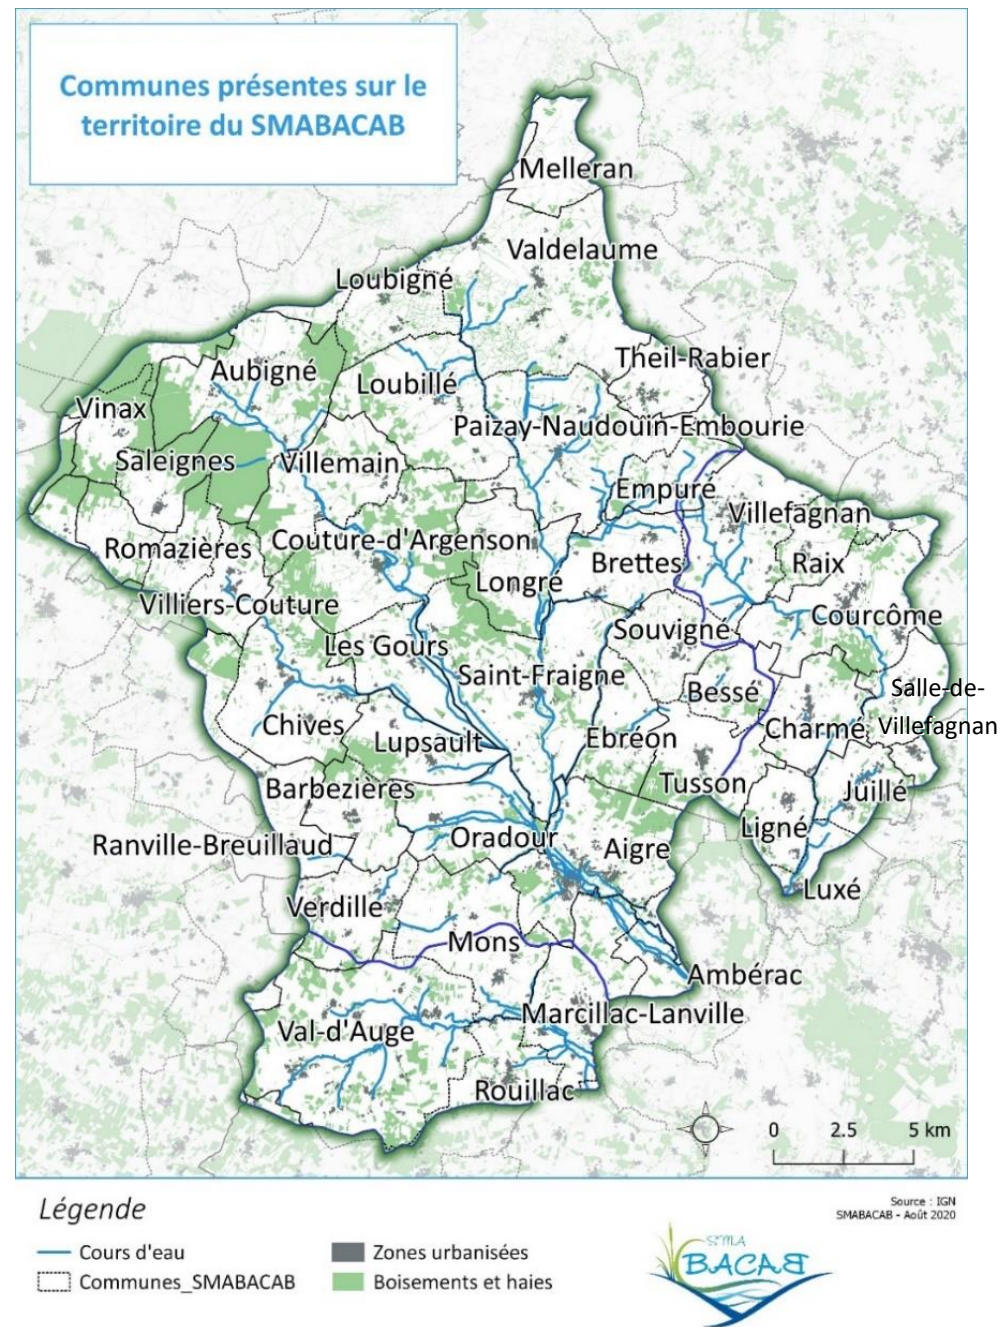 Communes présentes sur le
territoire du SMABACAB
Melleran
Valdelaume
Loubigné
Theil-Rabier
Aubigné
Loubillé
Vinax
Paizay-Naudouin-Embourie
Saleignes
Villemain
Empuré
Villefagnan
Couture-d'Argenson
Romazières
Brettes
Raix
Longré
Villiers-Couture
Courcôme
Souvigné
Les Gours
Saint-Fraigne
Bessé
Salle-de-
Villefagnan
Chives
Charmé
Lupsault
Ebréon
Tusson
Barbezières
Juillé
Ligné
Oradour
Ranville-Breuillaud
Aigre
Luxé
Verdille
Mons
Ambérac
Marcillac-Lanville
Val-d'Auge
Rouillac
0 2.5 5 km
Légende
Source : IGN
SMABACAB - Août 2020
Cours d'eau
Zones urbanisées
Communes_SMABACAB
Boisements et haies
SMA
BACAB